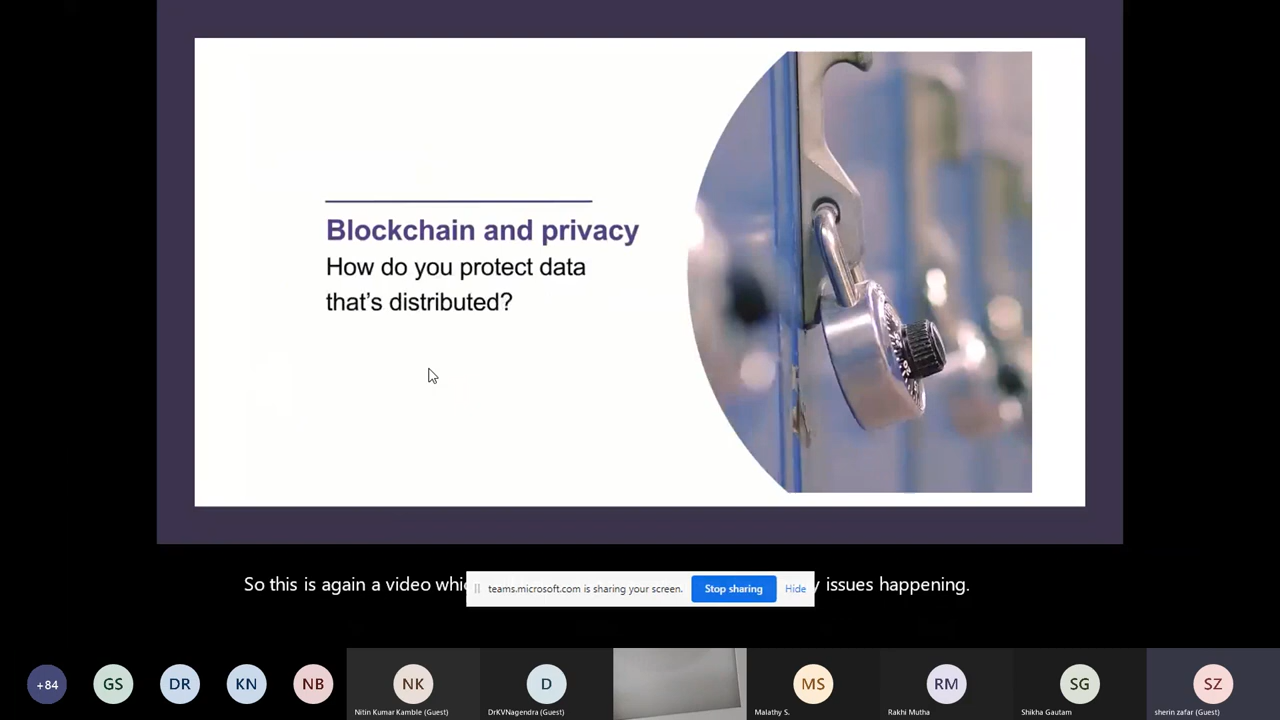 Blockchain and privacy
How do you protect data
that's distributed?
So this is again a video
issues happening.
teams.microsoft.com is sharing your screen.
Stop sharing
Hide
+84
GS
DR
KN
NB
NK
D
MS
RM
SG
SZ
Nitin Kumar Kamble (Guest)
DrKVNagendra (Guest)
Malathy S.
Rakhi Mutha
Shikha Gautam
sherin zafar (Guest)